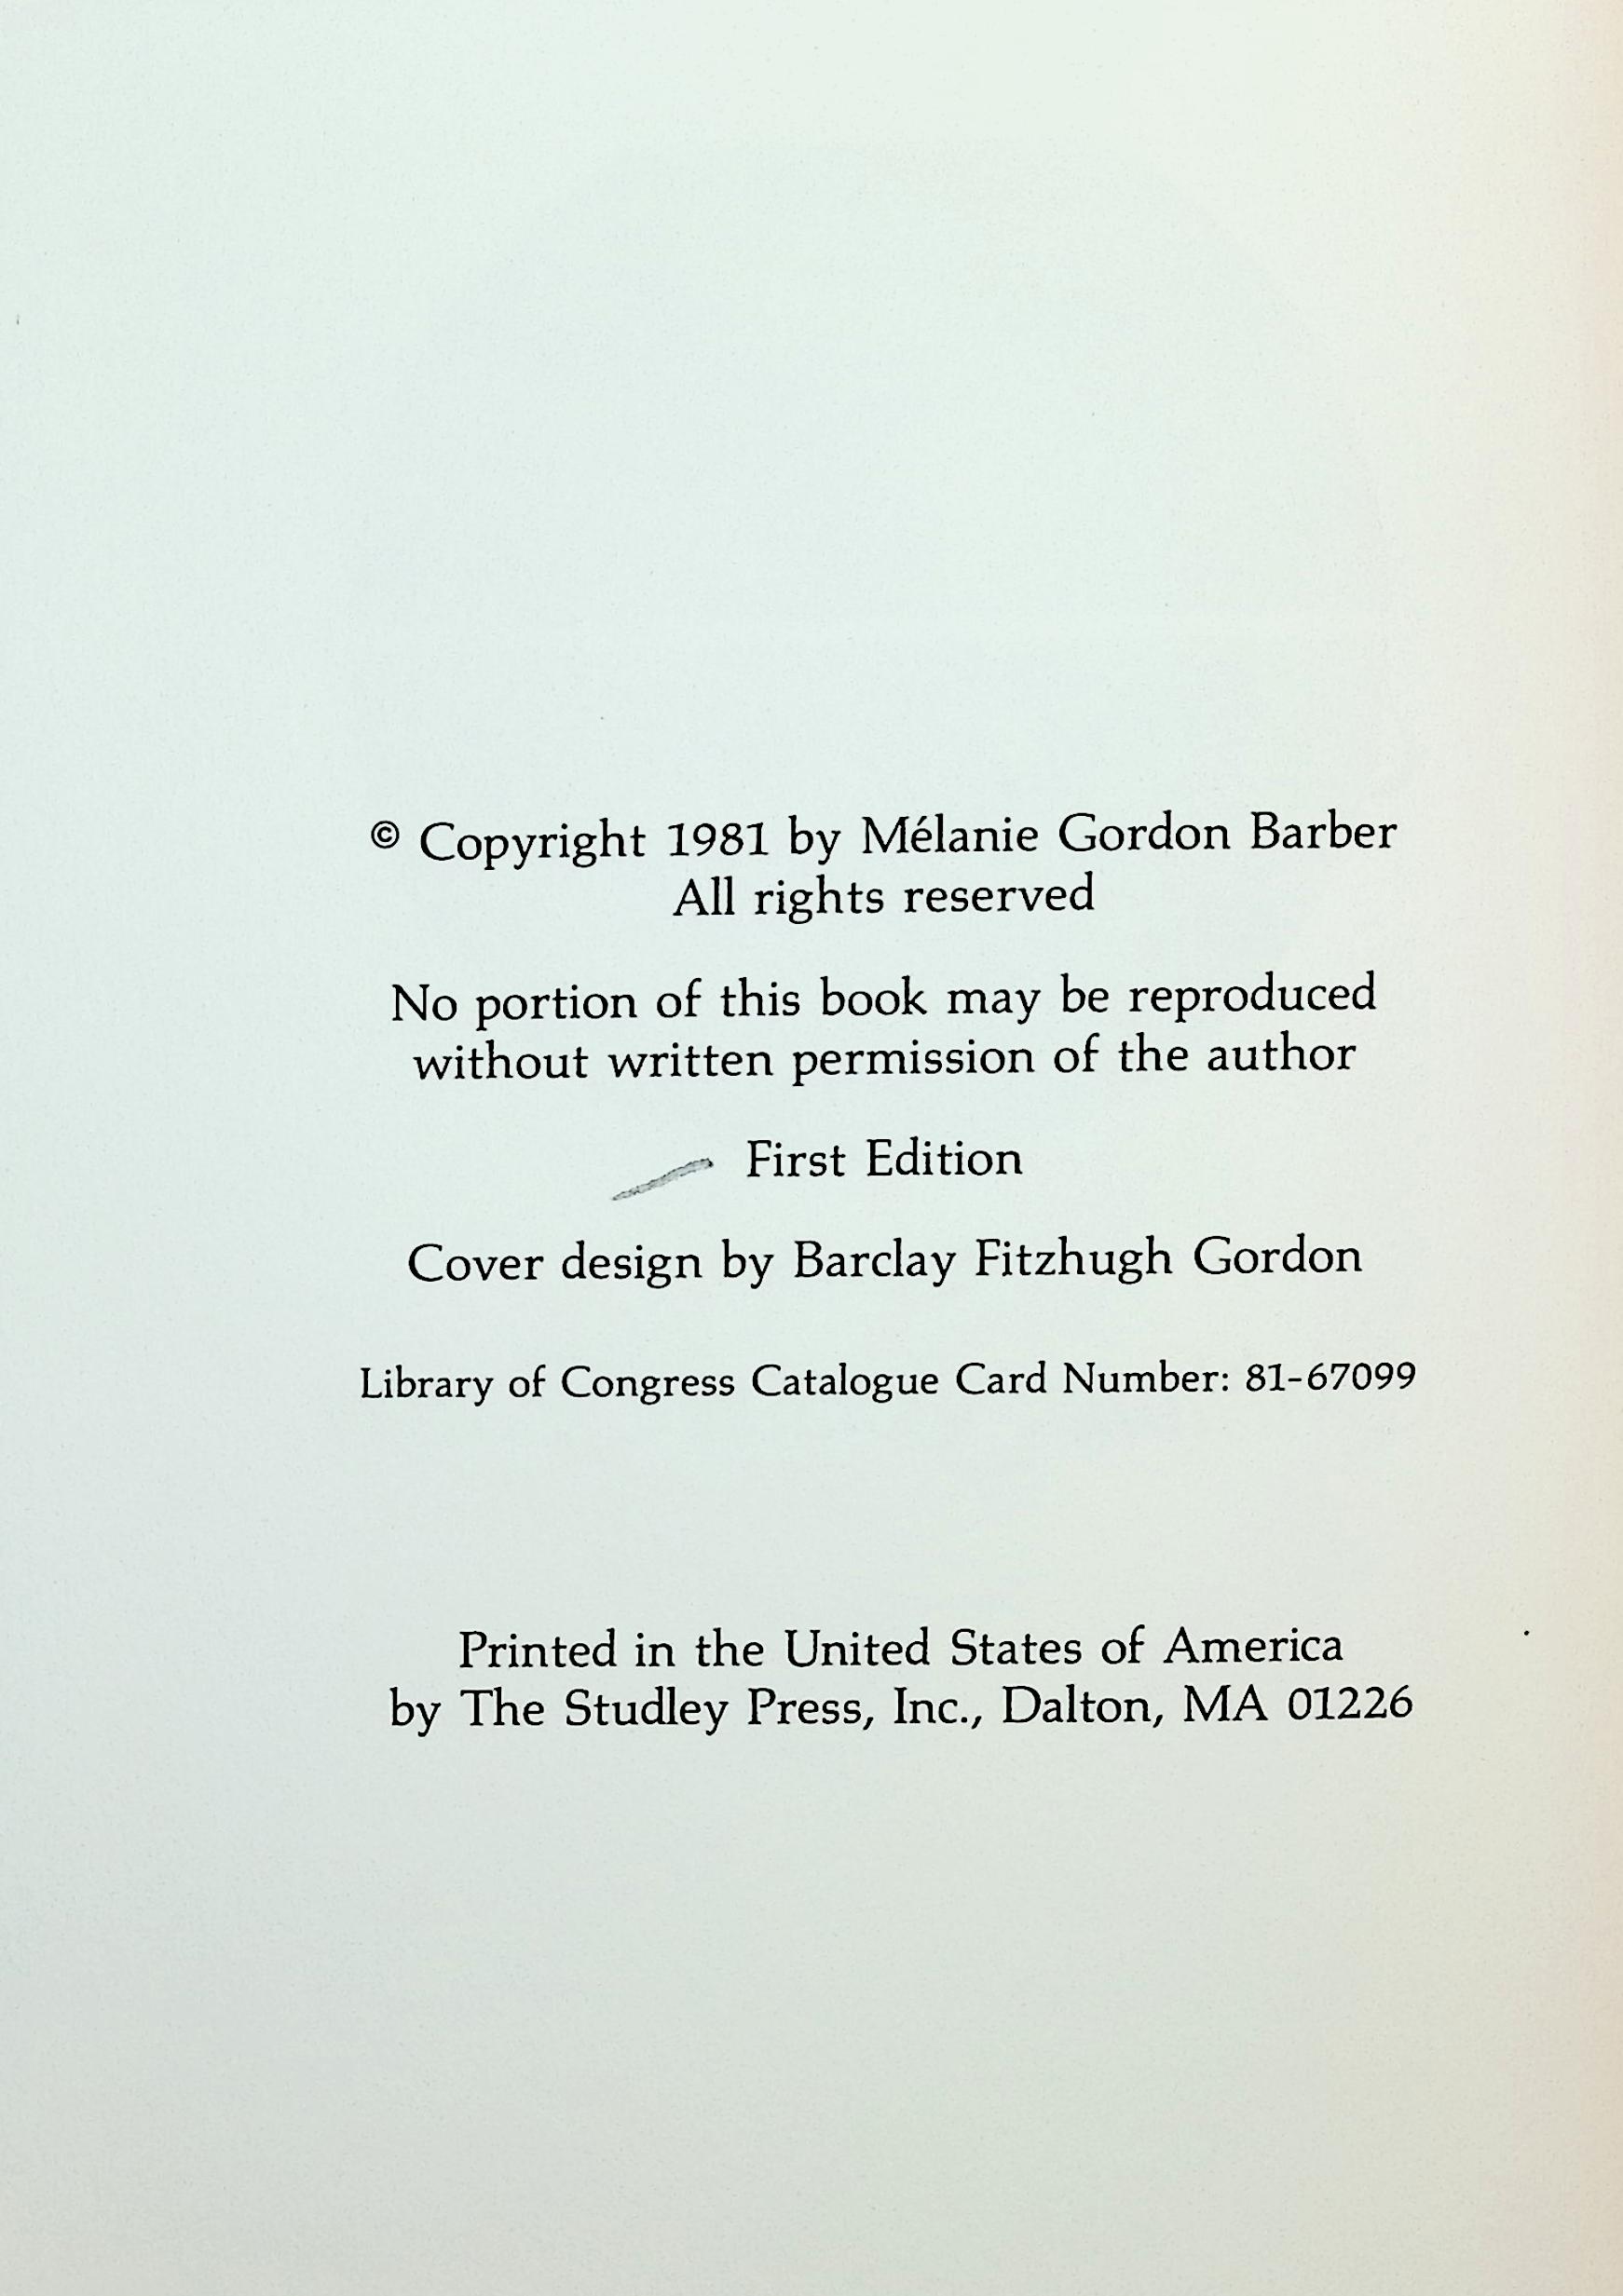 © Copyright 1981 by Mélanie Gordon Barber
All rights reserved
No portion of this book may be reproduced
without written permission of the author
First Edition
Cover design by Barclay Fitzhugh Gordon
Library of Congress Catalogue Card Number: 81-67099
Printed in the United States of America
by The Studley Press, Inc., Dalton, MA 01226